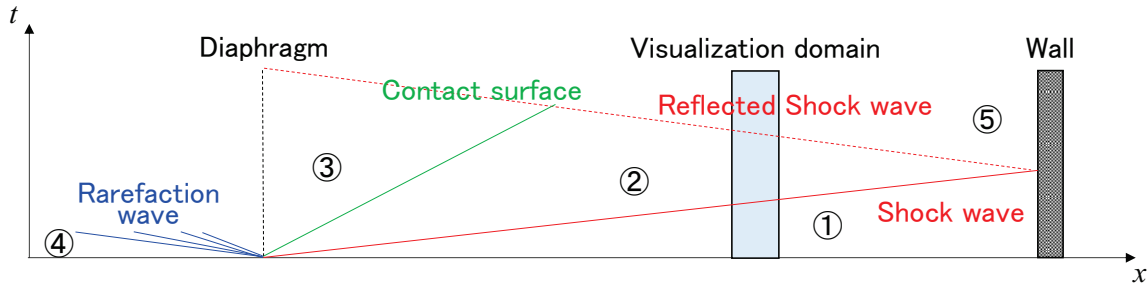 t
Diaphragm
Visualization domain
Wall
Contact surface
Reflected Shock wave
⑤
③
②
Rarefaction
wave
Shock wave
①
④
x